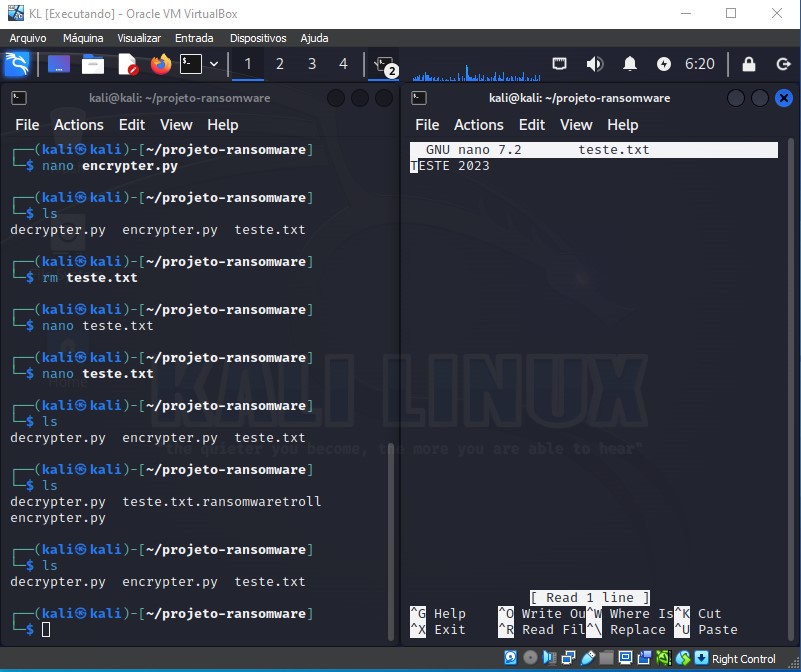 KL [Executando] - Oracle VM VirtualBox
Arquivo Máquina Visualizar Entrada Dispositivos Ajuda
1 2 3 4 2 6:20
kali@kali: ~/projeto-ransomware
File Actions Edit View Help
┌──(kali㉿kali)-[~/projeto-ransomware]
└─$ nano encrypter.py
┌──(kali㉿kali)-[~/projeto-ransomware]
└─$ ls
decrypter.py encrypter.py teste.txt
┌──(kali㉿kali)-[~/projeto-ransomware]
└─$ rm teste.txt
┌──(kali㉿kali)-[~/projeto-ransomware]
└─$ nano teste.txt
┌──(kali㉿kali)-[~/projeto-ransomware]
└─$ nano teste.txt
┌──(kali㉿kali)-[~/projeto-ransomware]
└─$ ls
decrypter.py encrypter.py teste.txt
┌──(kali㉿kali)-[~/projeto-ransomware]
└─$ ls
decrypter.py teste.txt.ransomwaretroll
encrypter.py
┌──(kali㉿kali)-[~/projeto-ransomware]
└─$ ls
decrypter.py encrypter.py teste.txt
┌──(kali㉿kali)-[~/projeto-ransomware]
└─$
kali@kali: ~/projeto-ransomware
File Actions Edit View Help
GNU nano 7.2 teste.txt
TESTE 2023
[ Read 1 line ]
^G Help ^O Write Ou^W Where Is^K Cut
^X Exit ^R Read Fil^\ Replace ^U Paste
Home
KALI LINUX
"the quieter you become, the more you are able to hear"
Right Control